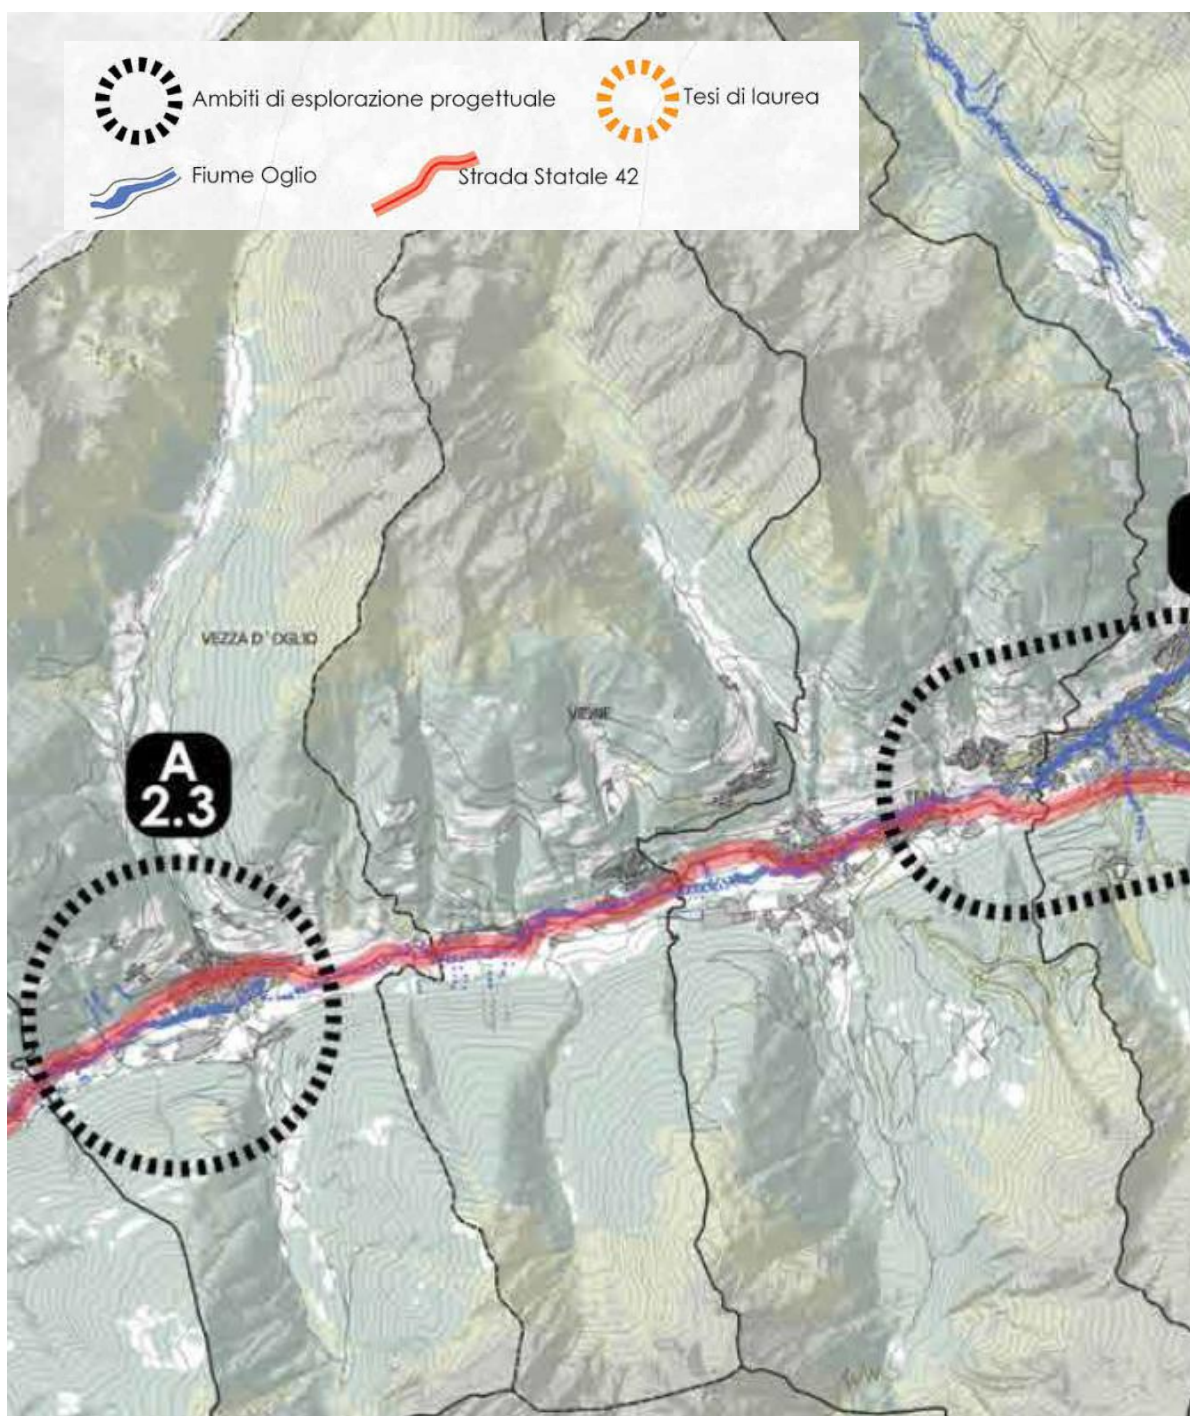 Ambiti di esplorazione progettuale
Tesi di laurea
Fiume Oglio
Strada Statale 42
VEZZA D'OGLIO
VIONE
A
2.3